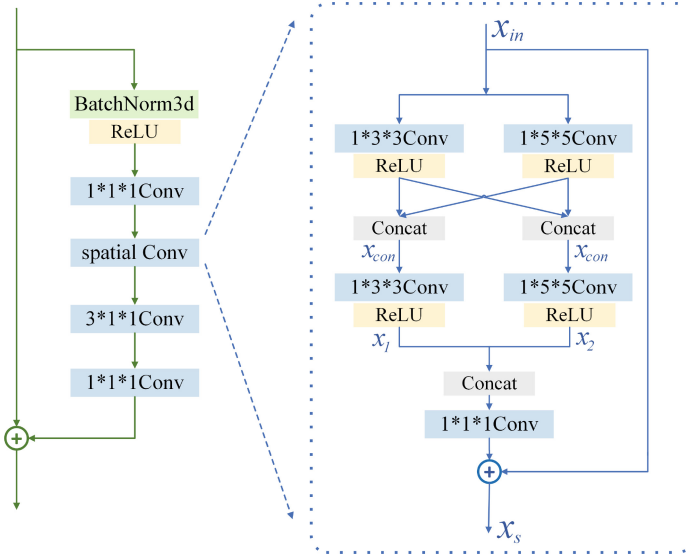 BatchNorm3d
ReLU
1*1*1Conv
spatial Conv
3*1*1Conv
1*1*1Conv
+
x_in
1*3*3Conv 1*5*5Conv
ReLU ReLU
Concat Concat
x_con x_con
1*3*3Conv 1*5*5Conv
ReLU ReLU
x_1 x_2
Concat
1*1*1Conv
+
x_s